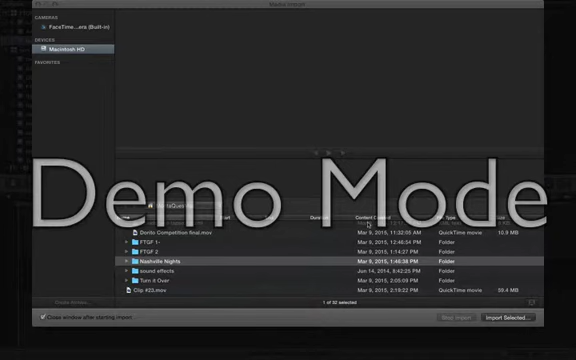 Media Import
CAMERAS
FaceTime...era (Built-in)
DEVICES
Macintosh HD
FAVORITES
Demo Mode
Start
Duration
Content Created
File Type
Dorito Competition final.mov Mar 9, 2015, 11:32:05 AM QuickTime movie 10.9 MB
FTGF 1- Mar 9, 2015, 12:46:54 PM Folder
FTGF 2 Mar 9, 2015, 1:14:27 PM Folder
Nashville Nights Mar 9, 2015, 1:48:38 PM Folder
sound effects Jun 14, 2014, 8:42:25 PM Folder
Turn it Over Mar 9, 2015, 2:05:09 PM Folder
Clip #23.mov Mar 9, 2015, 2:19:22 PM QuickTime movie 59.4 MB
1 of 32 selected
Close window after starting import
Stop Import
Import Selected...